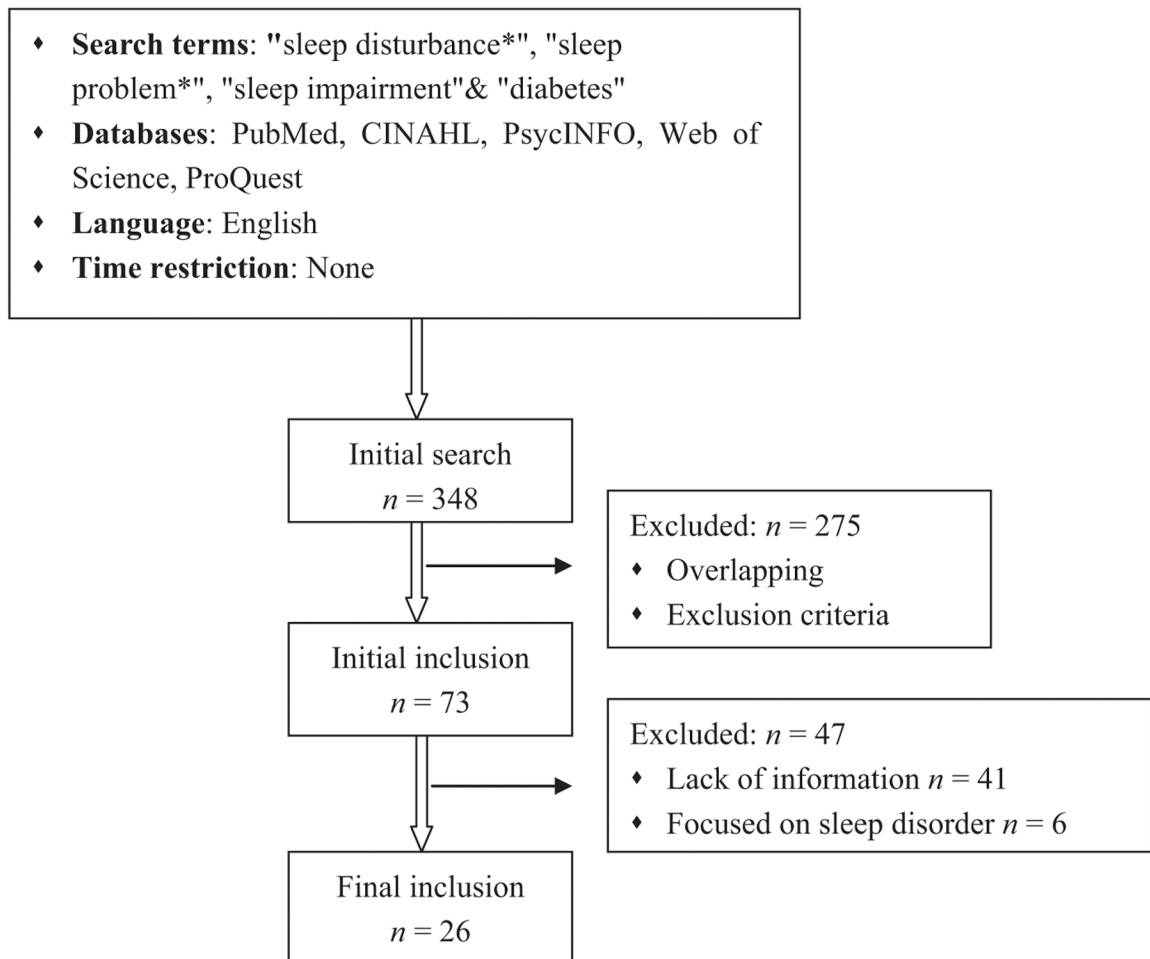 ♦ Search terms: "sleep disturbance*", "sleep
problem*", "sleep impairment"& "diabetes"
♦ Databases: PubMed, CINAHL, PsycINFO, Web of
Science, ProQuest
♦ Language: English
♦ Time restriction: None
Initial search
n = 348
Excluded: n = 275
♦ Overlapping
♦ Exclusion criteria
Initial inclusion
n = 73
Excluded: n = 47
♦ Lack of information n = 41
♦ Focused on sleep disorder n = 6
Final inclusion
n = 26